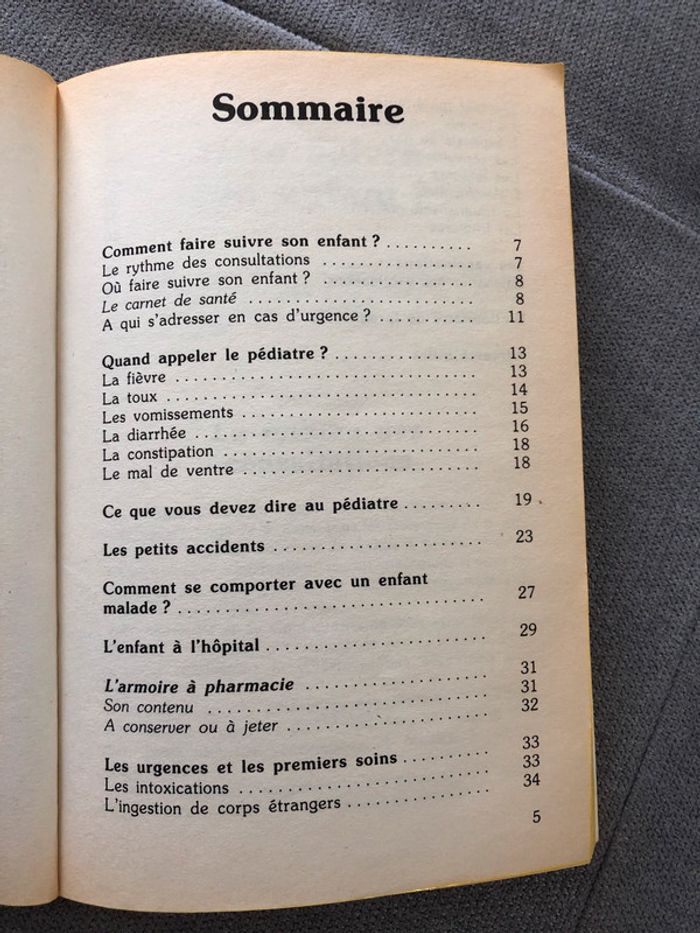 Sommaire
Comment faire suivre son enfant ? .......... 7
Le rythme des consultations .................. 7
Où faire suivre son enfant ? .................. 8
Le carnet de santé ........................... 8
A qui s'adresser en cas d'urgence ? ............ 11
Quand appeler le pédiatre ? ................ 13
La fièvre .................................... 13
La toux ..................................... 14
Les vomissements ............................ 15
La diarrhée .................................. 16
La constipation ............................... 18
Le mal de ventre ............................. 18
Ce que vous devez dire au pédiatre ......... 19
Les petits accidents ........................ 23
Comment se comporter avec un enfant
malade ? ................................... 27
L'enfant à l'hôpital ......................... 29
L'armoire à pharmacie ..................... 31
Son contenu ................................ 31
A conserver ou à jeter ....................... 32
Les urgences et les premiers soins .......... 33
Les intoxications ............................. 33
L'ingestion de corps étrangers ................ 34
5